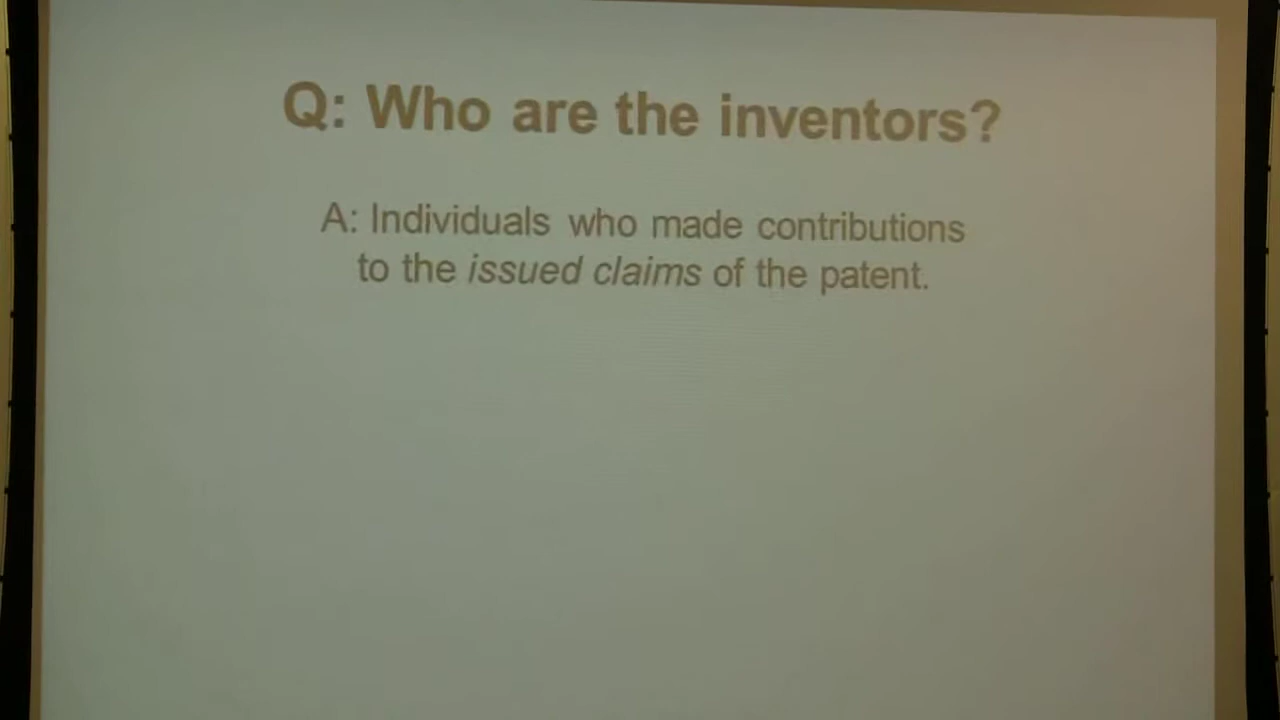 Q: Who are the inventors?
A: Individuals who made contributions
to the issued claims of the patent.